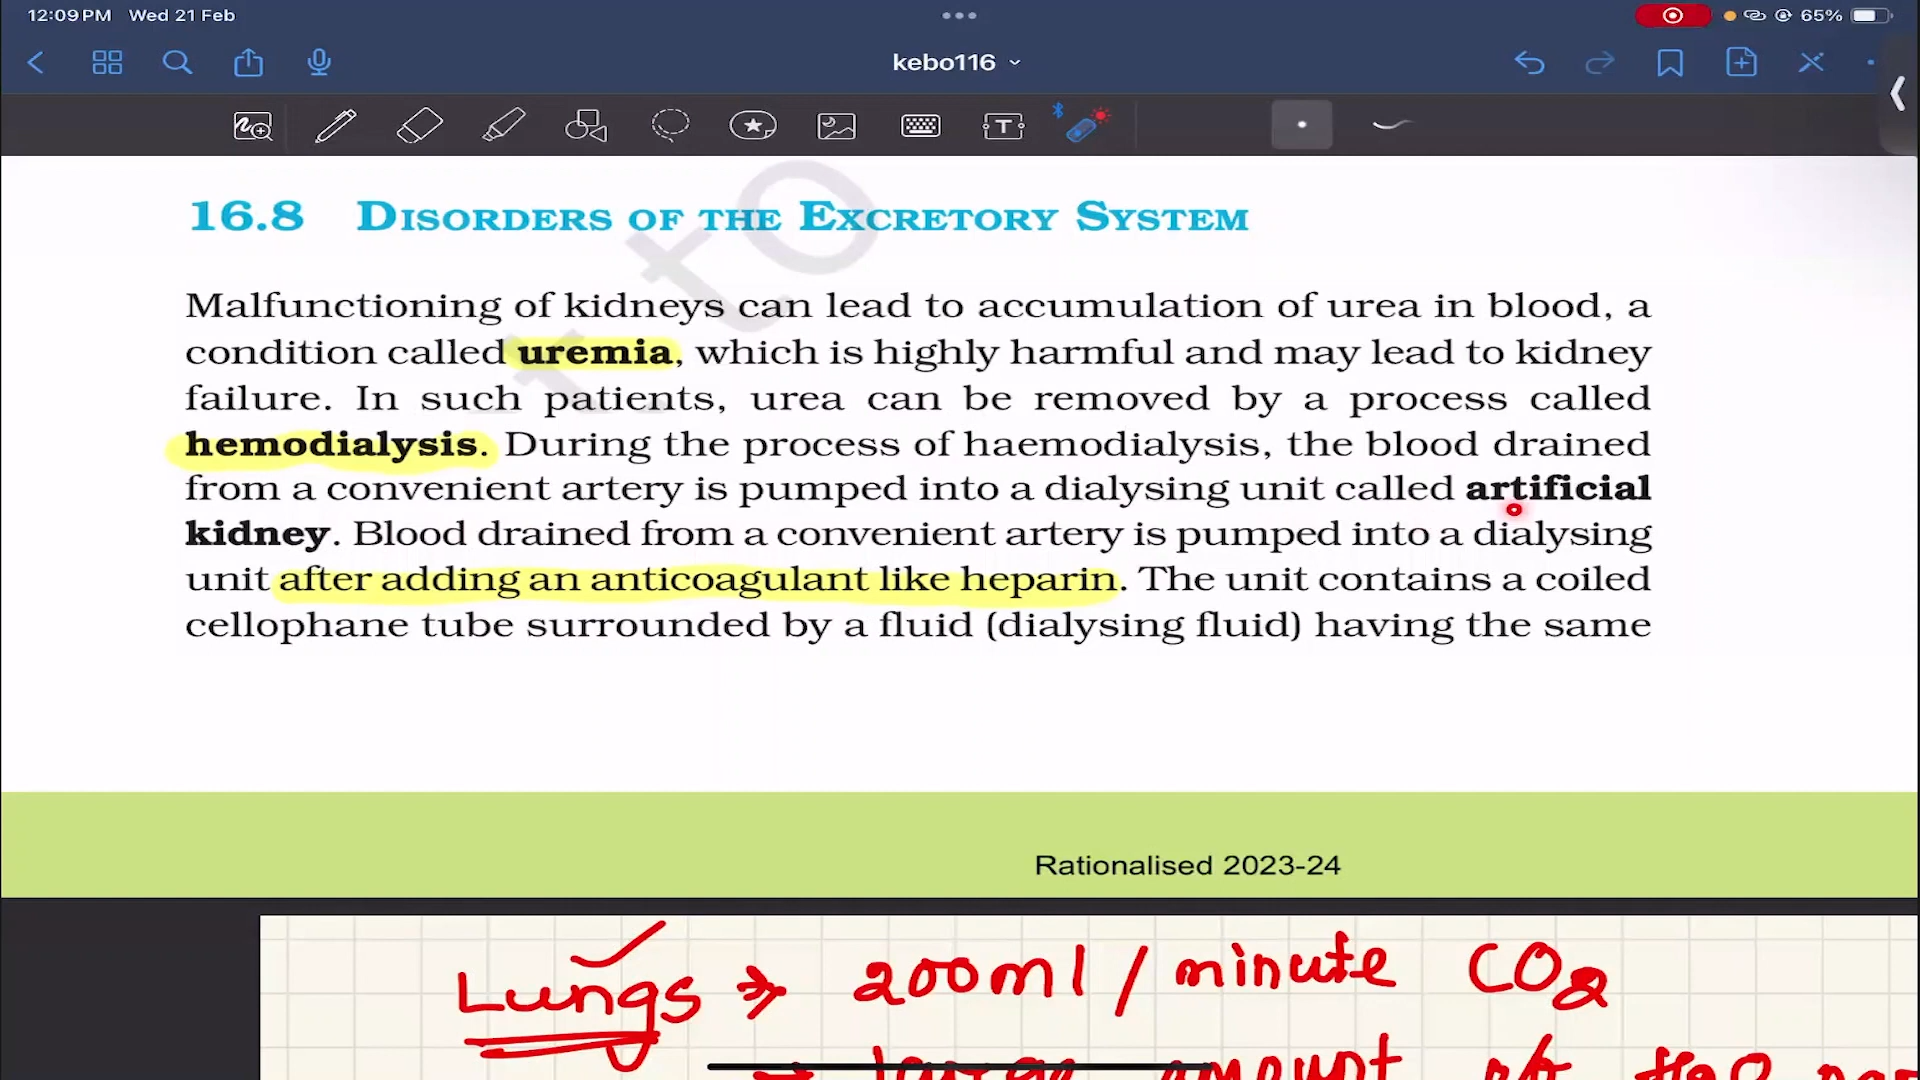 12:09 PM Wed 21 Feb
65%
kebo116
T
16.8 DISORDERS OF THE EXCRETORY SYSTEM
Malfunctioning of kidneys can lead to accumulation of urea in blood, a
condition called uremia, which is highly harmful and may lead to kidney
failure. In such patients, urea can be removed by a process called
hemodialysis. During the process of haemodialysis, the blood drained
from a convenient artery is pumped into a dialysing unit called artificial
kidney. Blood drained from a convenient artery is pumped into a dialysing
unit after adding an anticoagulant like heparin. The unit contains a coiled
cellophane tube surrounded by a fluid (dialysing fluid) having the same
Rationalised 2023-24
Lungs ⇒ 200ml / minute CO2
→ large amount of H2O